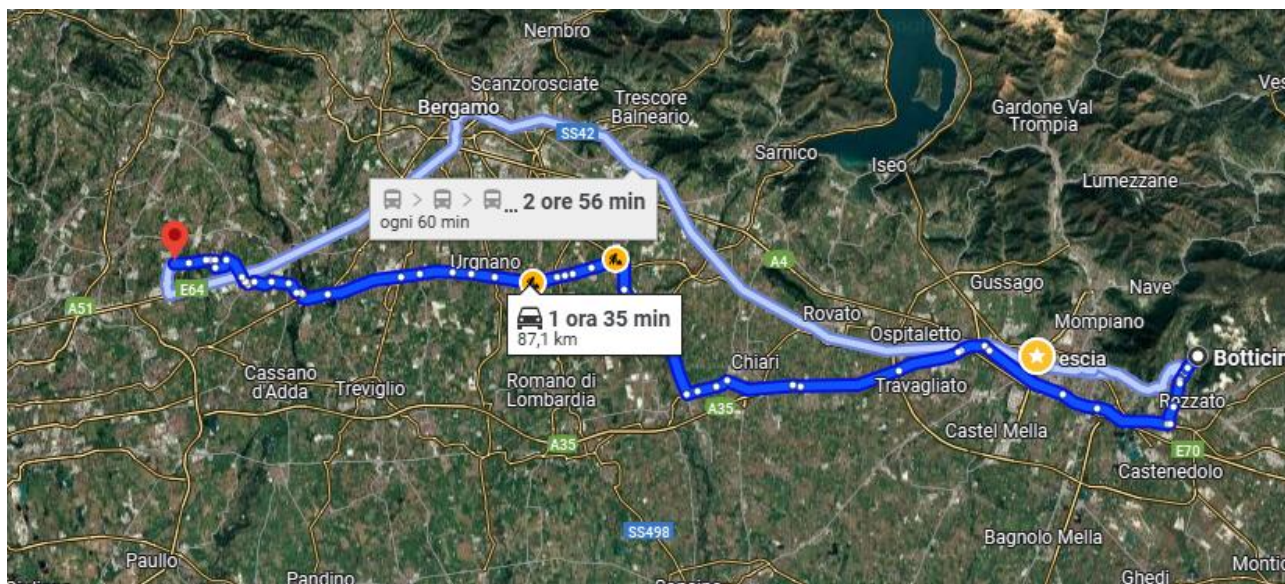 Nembro
Scanzorosciate
Bergamo
Trescore
Balneario
SS42
Gardone Val
Trompia
Sarnico
Iseo
Lumezzane
... 2 ore 56 min
ogni 60 min
Urgnano
E64
A51
A4
Gussago
Nave
1 ora 35 min
87,1 km
Rovato
Ospitaletto
Mompiano
escia
Botticin
Chiari
Cassano
d'Adda
Treviglio
Romano di
Lombardia
A35
Travagliato
Rezzato
Castel Mella
A35
E70
Castenedolo
SS498
Bagnolo Mella
Paullo
Pandino
Ghedi